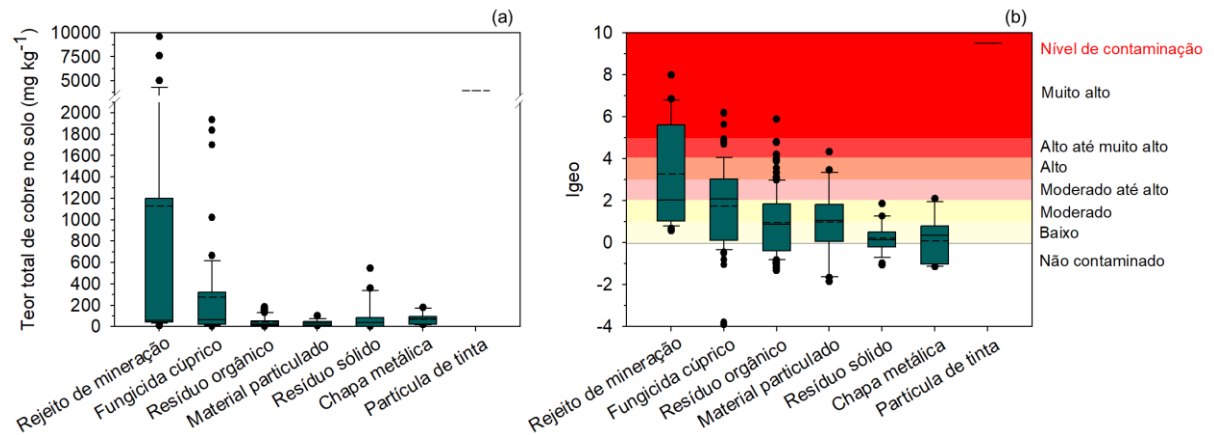 (a)
Teor total de cobre no solo (mg kg⁻¹)
10000
7500
5000
2500
2000
1800
1600
1400
1200
1000
800
600
400
200
0
Rejeito de mineração
Fungicida cúprico
Resíduo orgânico
Material particulado
Resíduo sólido
Chapa metálica
Partícula de tinta
(b)
Igeo
10
8
6
4
2
0
-2
-4
Nível de contaminação
Muito alto
Alto até muito alto
Alto
Moderado até alto
Moderado
Baixo
Não contaminado
Rejeito de mineração
Fungicida cúprico
Resíduo orgânico
Material particulado
Resíduo sólido
Chapa metálica
Partícula de tinta